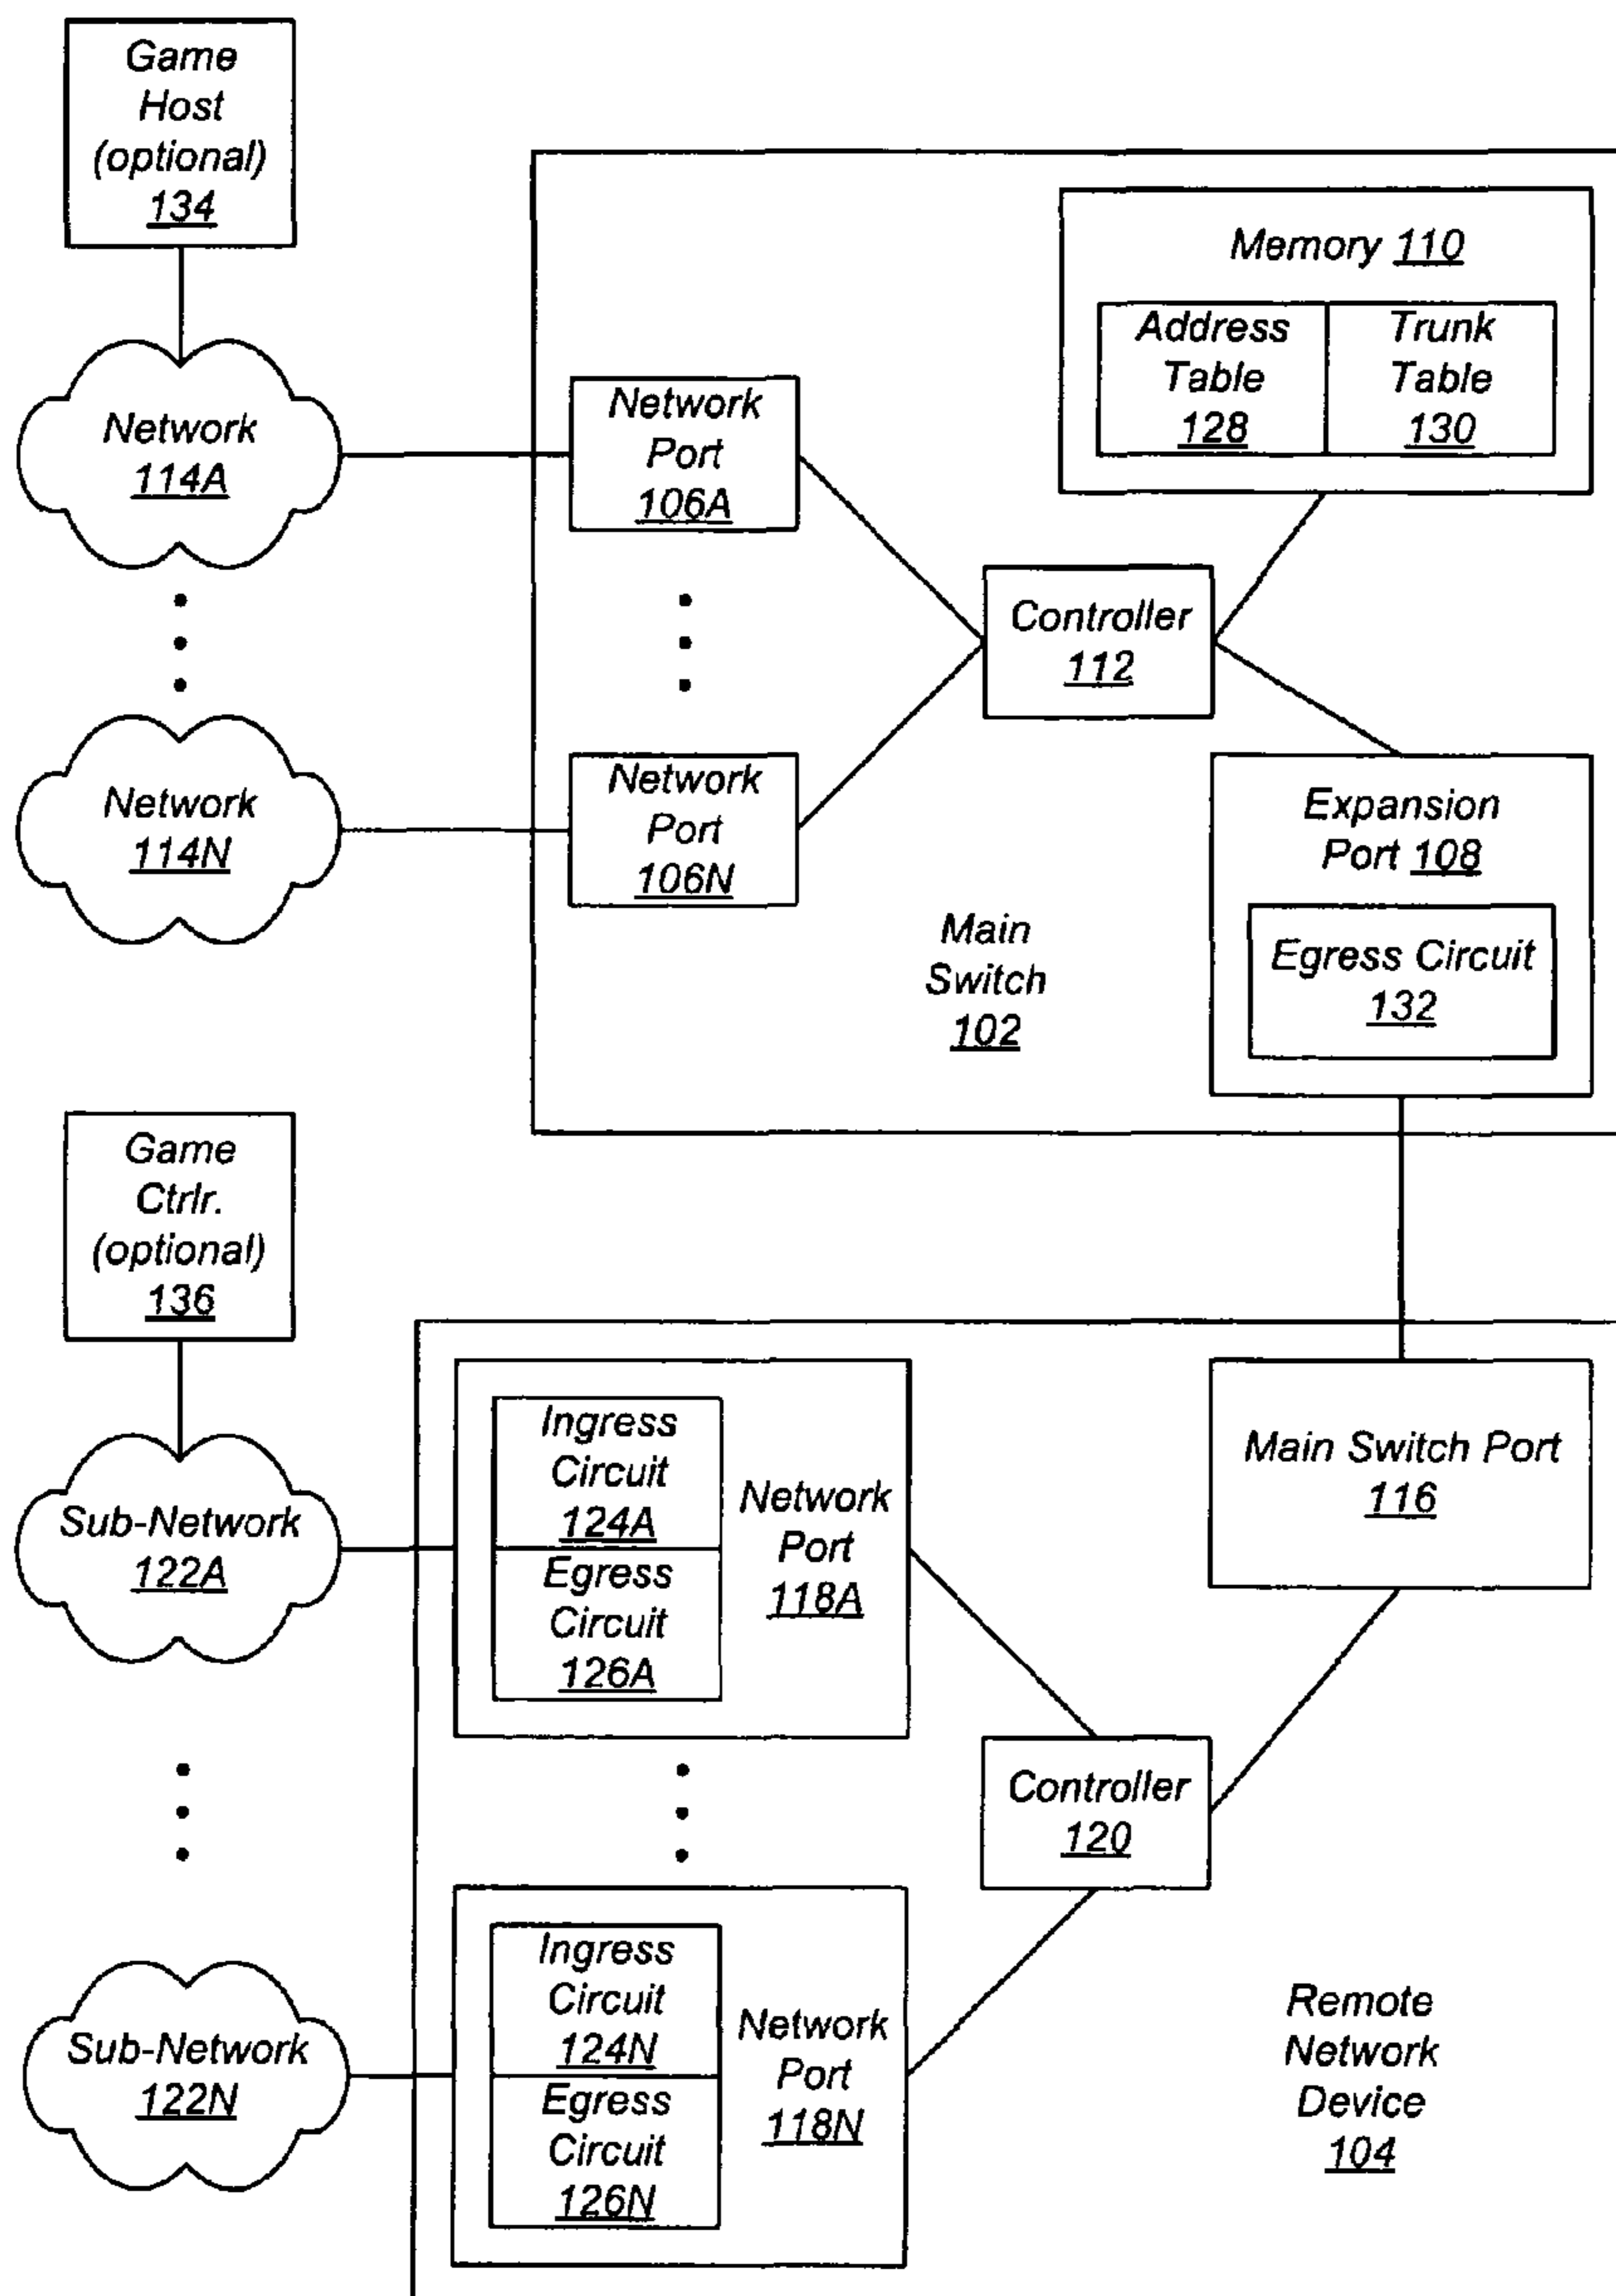 Game
Host
(optional)
134
Memory 110
Address
Table
128
Trunk
Table
130
Network
114A
Network
Port
106A
Controller
112
Network
114N
Network
Port
106N
Expansion
Port 108
Egress Circuit
132
Main
Switch
102
Game
Ctrlr.
(optional)
136
Main Switch Port
116
Ingress
Circuit
124A
Egress
Circuit
126A
Network
Port
118A
Sub-Network
122A
Controller
120
Ingress
Circuit
124N
Egress
Circuit
126N
Network
Port
118N
Sub-Network
122N
Remote
Network
Device
104